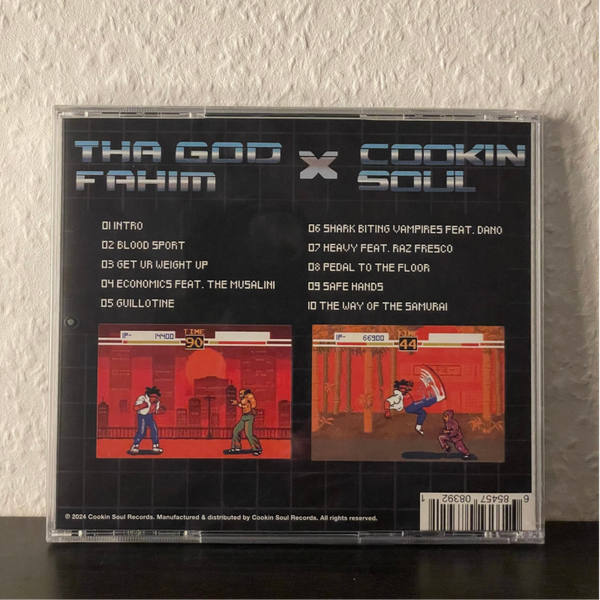 THA GOD FAHIM
X
COOKIN SOUL
01 INTRO
02 BLOOD SPORT
03 GET UR WEIGHT UP
04 ECONOMICS FEAT. THE MUSALINI
05 GUILLOTINE
06 SHARK BITING VAMPIRES FEAT. DANO
07 HEAVY FEAT. RAZ FRESCO
08 PEDAL TO THE FLOOR
09 SAFE HANDS
10 THE WAY OF THE SAMURAI
1P- 14400
TIME
90
1P- 66900
TIME
44
© 2024 Cookin Soul Records. Manufactured & distributed by Cookin Soul Records. All rights reserved.
6 85457 08392 1